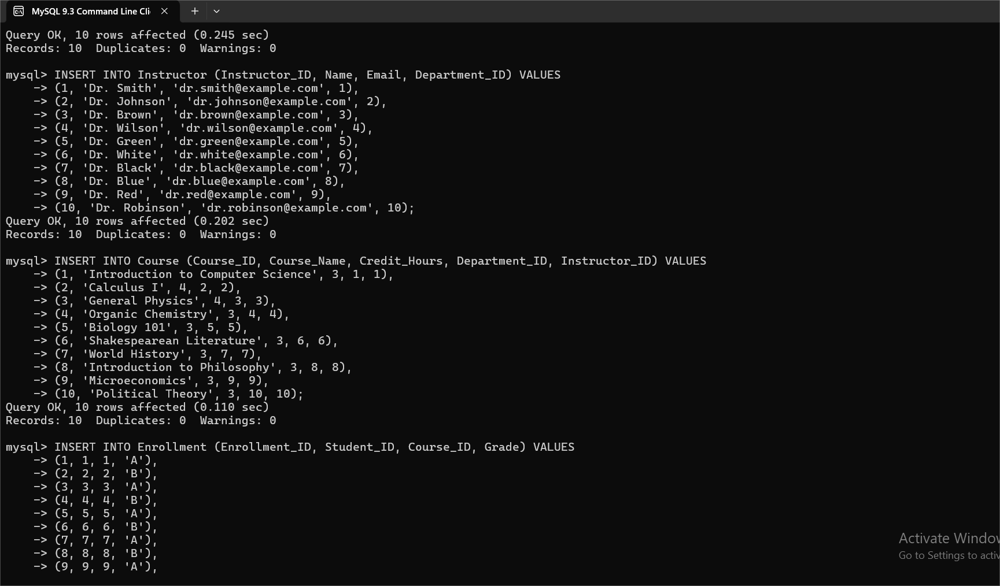 MySQL 9.3 Command Line Cli
Query OK, 10 rows affected (0.245 sec)
Records: 10  Duplicates: 0  Warnings: 0
mysql> INSERT INTO Instructor (Instructor_ID, Name, Email, Department_ID) VALUES
    -> (1, 'Dr. Smith', 'dr.smith@example.com', 1),
    -> (2, 'Dr. Johnson', 'dr.johnson@example.com', 2),
    -> (3, 'Dr. Brown', 'dr.brown@example.com', 3),
    -> (4, 'Dr. Wilson', 'dr.wilson@example.com', 4),
    -> (5, 'Dr. Green', 'dr.green@example.com', 5),
    -> (6, 'Dr. White', 'dr.white@example.com', 6),
    -> (7, 'Dr. Black', 'dr.black@example.com', 7),
    -> (8, 'Dr. Blue', 'dr.blue@example.com', 8),
    -> (9, 'Dr. Red', 'dr.red@example.com', 9),
    -> (10, 'Dr. Robinson', 'dr.robinson@example.com', 10);
Query OK, 10 rows affected (0.202 sec)
Records: 10  Duplicates: 0  Warnings: 0
mysql> INSERT INTO Course (Course_ID, Course_Name, Credit_Hours, Department_ID, Instructor_ID) VALUES
    -> (1, 'Introduction to Computer Science', 3, 1, 1),
    -> (2, 'Calculus I', 4, 2, 2),
    -> (3, 'General Physics', 4, 3, 3),
    -> (4, 'Organic Chemistry', 3, 4, 4),
    -> (5, 'Biology 101', 3, 5, 5),
    -> (6, 'Shakespearean Literature', 3, 6, 6),
    -> (7, 'World History', 3, 7, 7),
    -> (8, 'Introduction to Philosophy', 3, 8, 8),
    -> (9, 'Microeconomics', 3, 9, 9),
    -> (10, 'Political Theory', 3, 10, 10);
Query OK, 10 rows affected (0.110 sec)
Records: 10  Duplicates: 0  Warnings: 0
mysql> INSERT INTO Enrollment (Enrollment_ID, Student_ID, Course_ID, Grade) VALUES
    -> (1, 1, 1, 'A'),
    -> (2, 2, 2, 'B'),
    -> (3, 3, 3, 'A'),
    -> (4, 4, 4, 'B'),
    -> (5, 5, 5, 'A'),
    -> (6, 6, 6, 'B'),
    -> (7, 7, 7, 'A'),
    -> (8, 8, 8, 'B'),
    -> (9, 9, 9, 'A'),
Activate Window
Go to Settings to activ